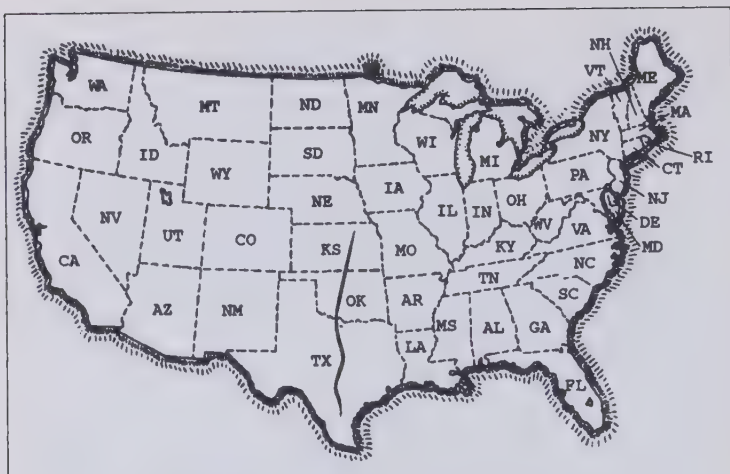 NH
VT
ME
WA
MT
ND
MN
MA
OR
ID
WI
NY
RI
SD
MI
CT
WY
PA
NJ
IA
NE
OH
NV
IL
IN
DE
UT
CO
WV
VA
MD
KS
MO
KY
CA
NC
TN
AZ
NM
OK
AR
SC
MS
AL
GA
TX
LA
FL